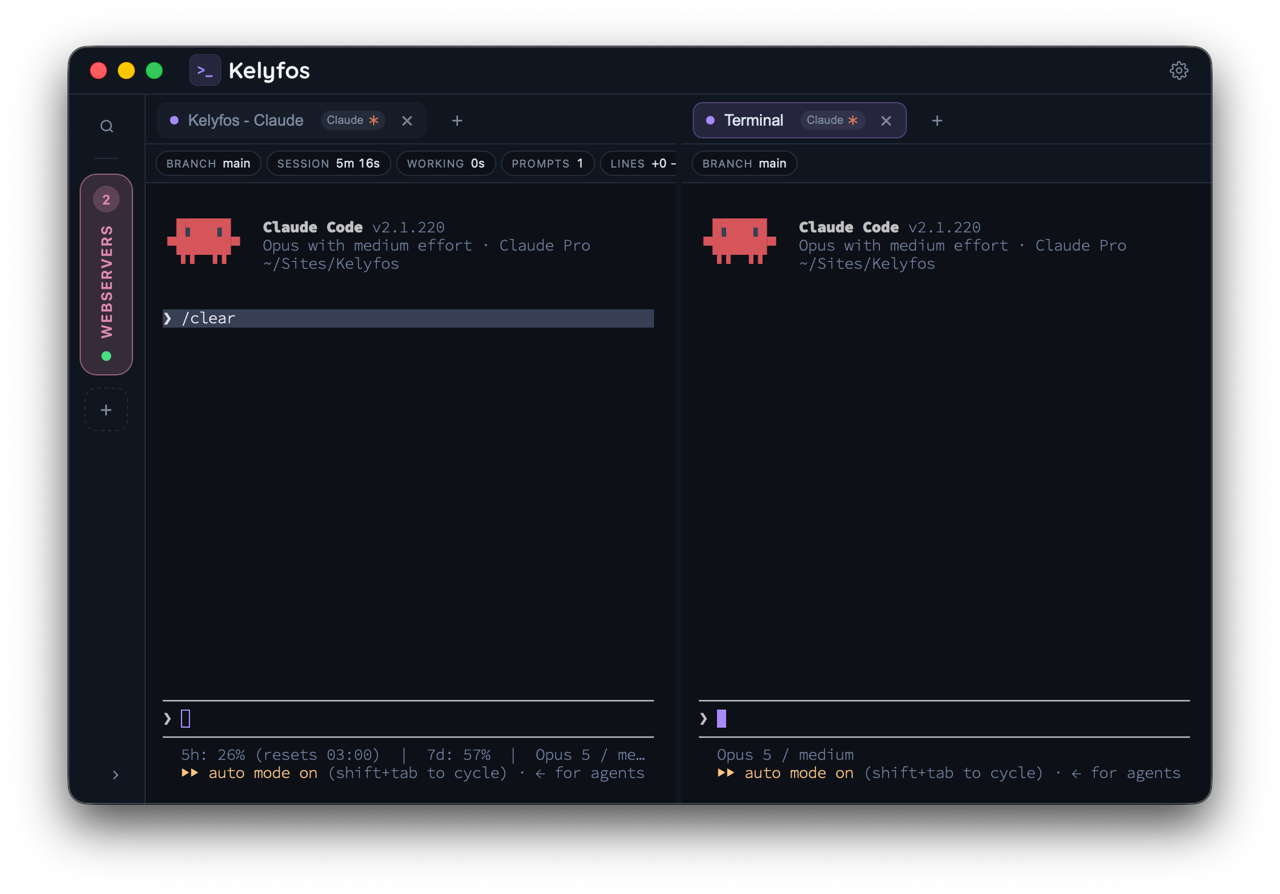 >_ Kelyfos
2
WEBSERVERS
+
Kelyfos - Claude Claude ✕ +
BRANCH main SESSION 5m 16s WORKING 0s PROMPTS 1 LINES +0 -
Claude Code v2.1.220
Opus with medium effort · Claude Pro
~/Sites/Kelyfos
❯ /clear
❯
5h: 26% (resets 03:00) | 7d: 57% | Opus 5 / me…
⏵⏵ auto mode on (shift+tab to cycle) · ← for agents
Terminal Claude ✕ +
BRANCH main
Claude Code v2.1.220
Opus with medium effort · Claude Pro
~/Sites/Kelyfos
❯
Opus 5 / medium
⏵⏵ auto mode on (shift+tab to cycle) · ← for agents